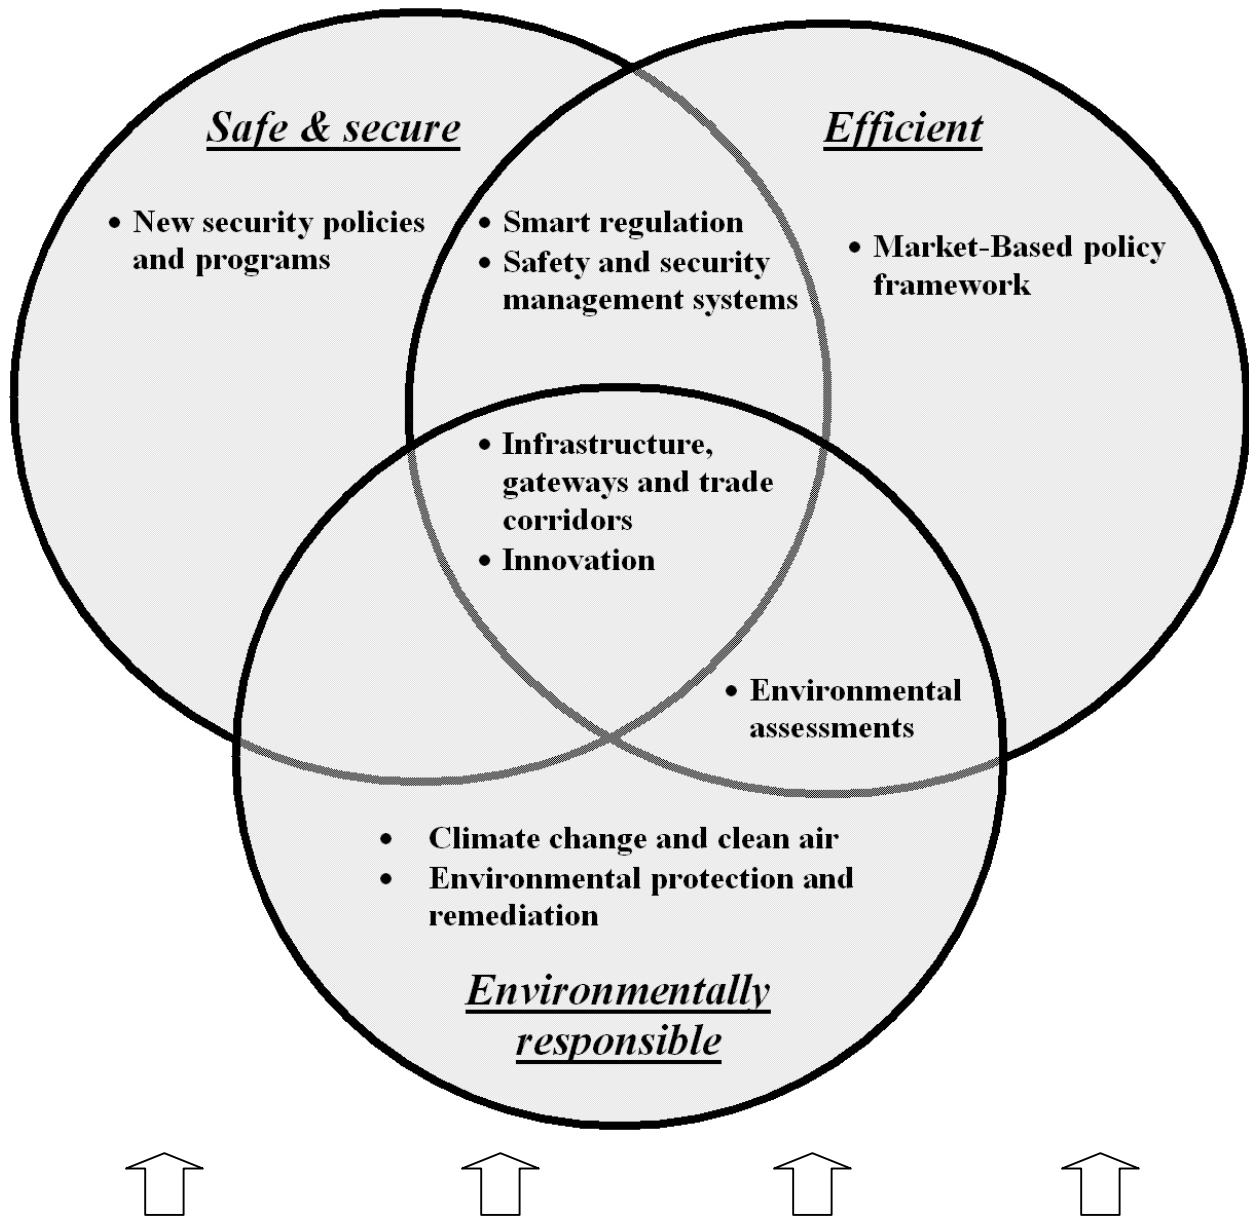 Safe & secure
Efficient
• New security policies
and programs
• Smart regulation
• Safety and security
management systems
• Market-Based policy
framework
• Infrastructure,
gateways and trade
corridors
• Innovation
• Environmental
assessments
• Climate change and clean air
• Environmental protection and
remediation
Environmentally
responsible